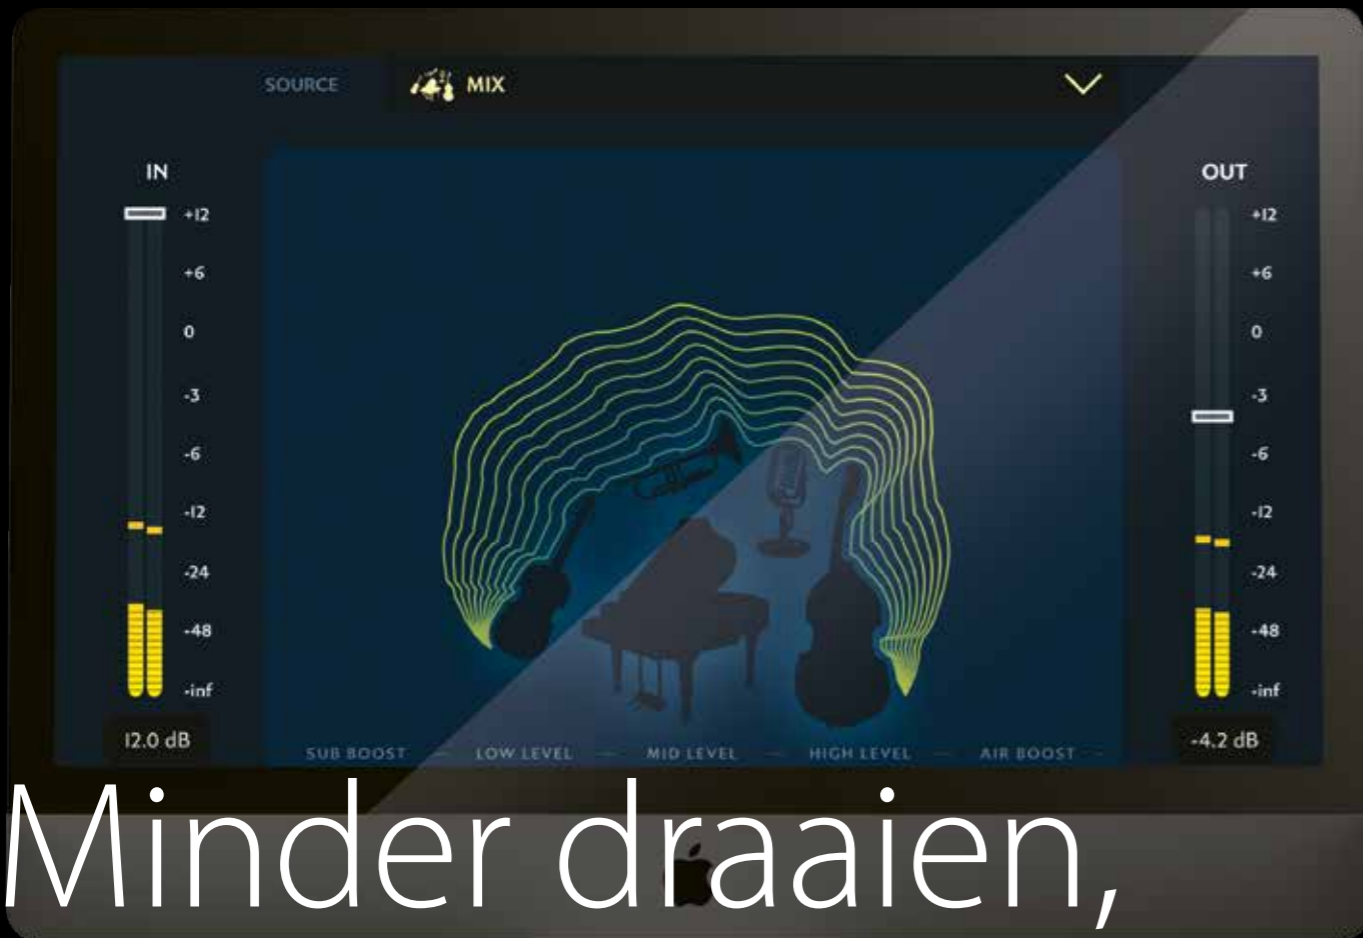 SOURCE MIX
IN
+12
+6
0
-3
-6
-12
-24
-48
-inf
12.0 dB
OUT
+12
+6
0
-3
-6
-12
-24
-48
-inf
-4.2 dB
SUB BOOST — LOW LEVEL — MID LEVEL — HIGH LEVEL — AIR BOOST —
Minder draaien,